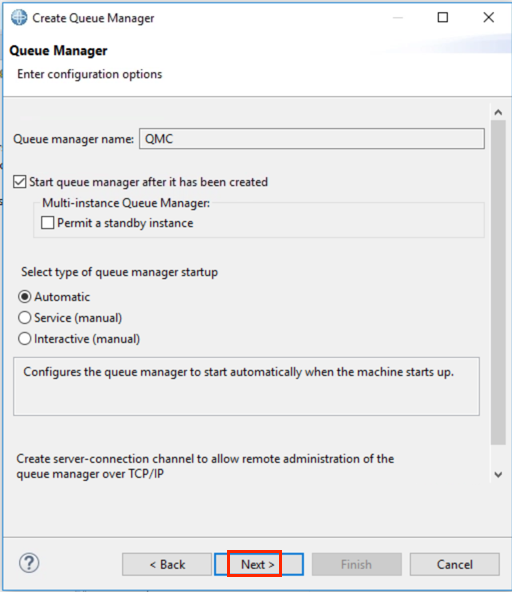 Create Queue Manager
Queue Manager
Enter configuration options
Queue manager name: QMC
Start queue manager after it has been created
Multi-instance Queue Manager:
Permit a standby instance
Select type of queue manager startup
Automatic
Service (manual)
Interactive (manual)
Configures the queue manager to start automatically when the machine starts up.
Create server-connection channel to allow remote administration of the
queue manager over TCP/IP
? < Back Next > Finish Cancel